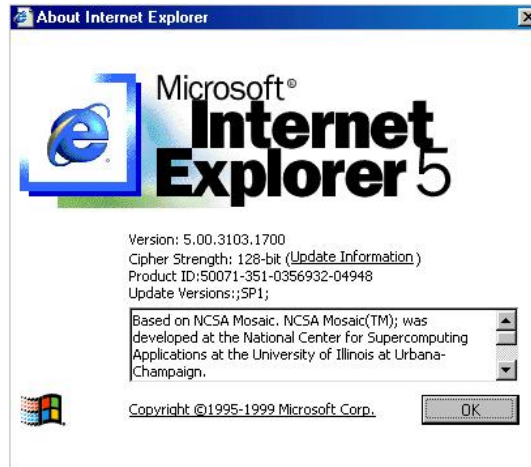 About Internet Explorer
Microsoft®
Internet
Explorer 5
Version: 5.00.3103.1700
Cipher Strength: 128-bit (Update Information )
Product ID:50071-351-0356932-04948
Update Versions:;SP1;
Based on NCSA Mosaic. NCSA Mosaic(TM); was
developed at the National Center for Supercomputing
Applications at the University of Illinois at Urbana-
Champaign.
Copyright ©1995-1999 Microsoft Corp.
OK